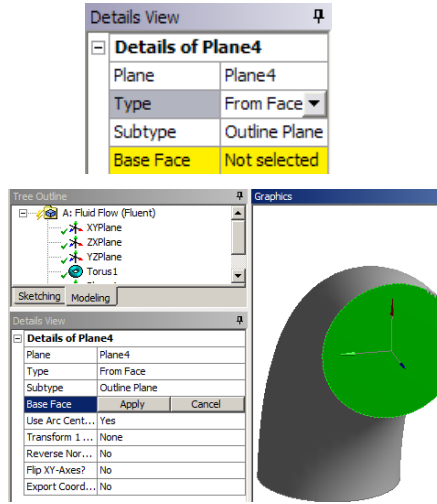 Details View
Details of Plane4
Plane Plane4
Type From Face
Subtype Outline Plane
Base Face Not selected
Tree Outline
A: Fluid Flow (Fluent)
XYPlane
ZXPlane
YZPlane
Torus1
Sketching Modeling
Details View
Details of Plane4
Plane Plane4
Type From Face
Subtype Outline Plane
Base Face Apply Cancel
Use Arc Cent... Yes
Transform 1 ... None
Reverse Nor... No
Flip XY-Axes? No
Export Coord... No
Graphics